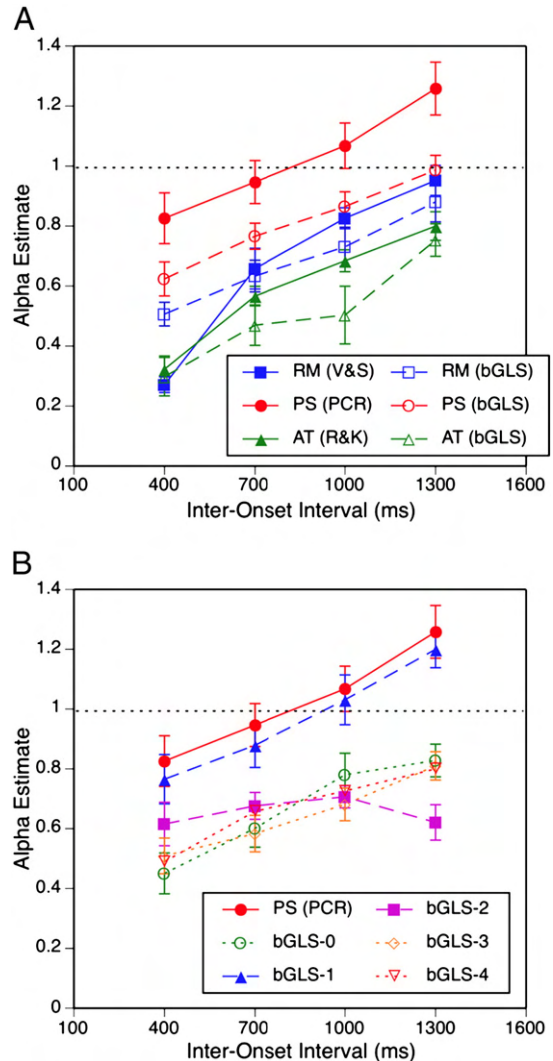 A
1.4
1.2
1
0.8
0.6
0.4
0.2
0
Alpha Estimate
RM (V&S) RM (bGLS)
PS (PCR) PS (bGLS)
AT (R&K) AT (bGLS)
100 400 700 1000 1300 1600
Inter-Onset Interval (ms)
B
1.4
1.2
1
0.8
0.6
0.4
0.2
0
Alpha Estimate
PS (PCR) bGLS-2
bGLS-0 bGLS-3
bGLS-1 bGLS-4
100 400 700 1000 1300 1600
Inter-Onset Interval (ms)